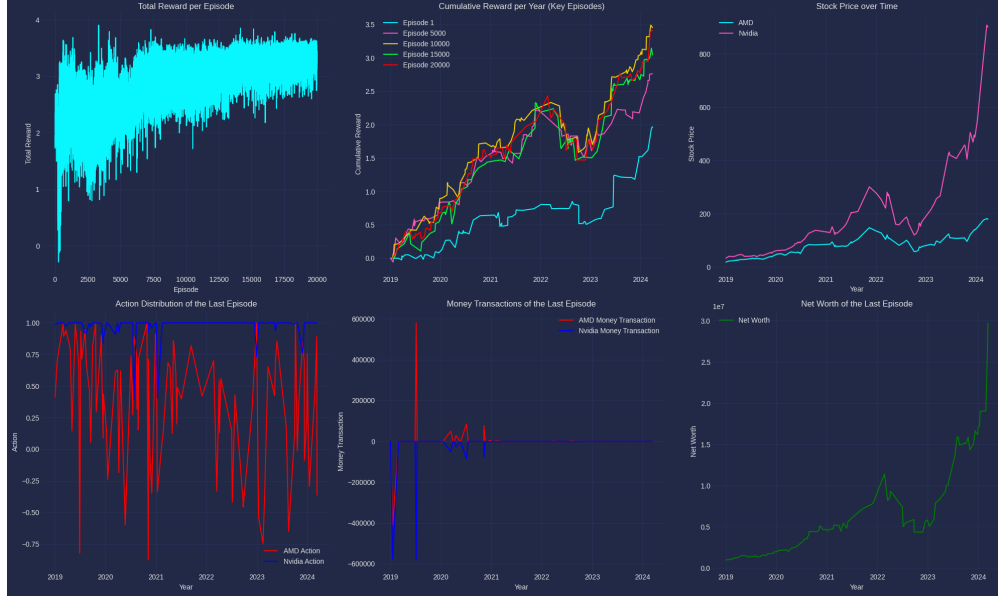 Total Reward per Episode
Total Reward
4
3
2
1
0
0 2500 5000 7500 10000 12500 15000 17500 20000
Episode
Cumulative Reward per Year (Key Episodes)
Episode 1
Episode 5000
Episode 10000
Episode 15000
Episode 20000
Cumulative Reward
3.5
3.0
2.5
2.0
1.5
1.0
0.5
0.0
2019 2020 2021 2022 2023 2024
Year
Stock Price over Time
AMD
Nvidia
Stock Price
800
600
400
200
0
2019 2020 2021 2022 2023 2024
Year
Action Distribution of the Last Episode
Action
1.00
0.75
0.50
0.25
0.00
−0.25
−0.50
−0.75
AMD Action
Nvidia Action
2019 2020 2021 2022 2023 2024
Year
Money Transactions of the Last Episode
AMD Money Transaction
Nvidia Money Transaction
Money Transaction
600000
400000
200000
0
−200000
−400000
−600000
2019 2020 2021 2022 2023 2024
Year
Net Worth of the Last Episode
1e7
Net Worth
Net Worth
3.0
2.5
2.0
1.5
1.0
0.5
0.0
2019 2020 2021 2022 2023 2024
Year